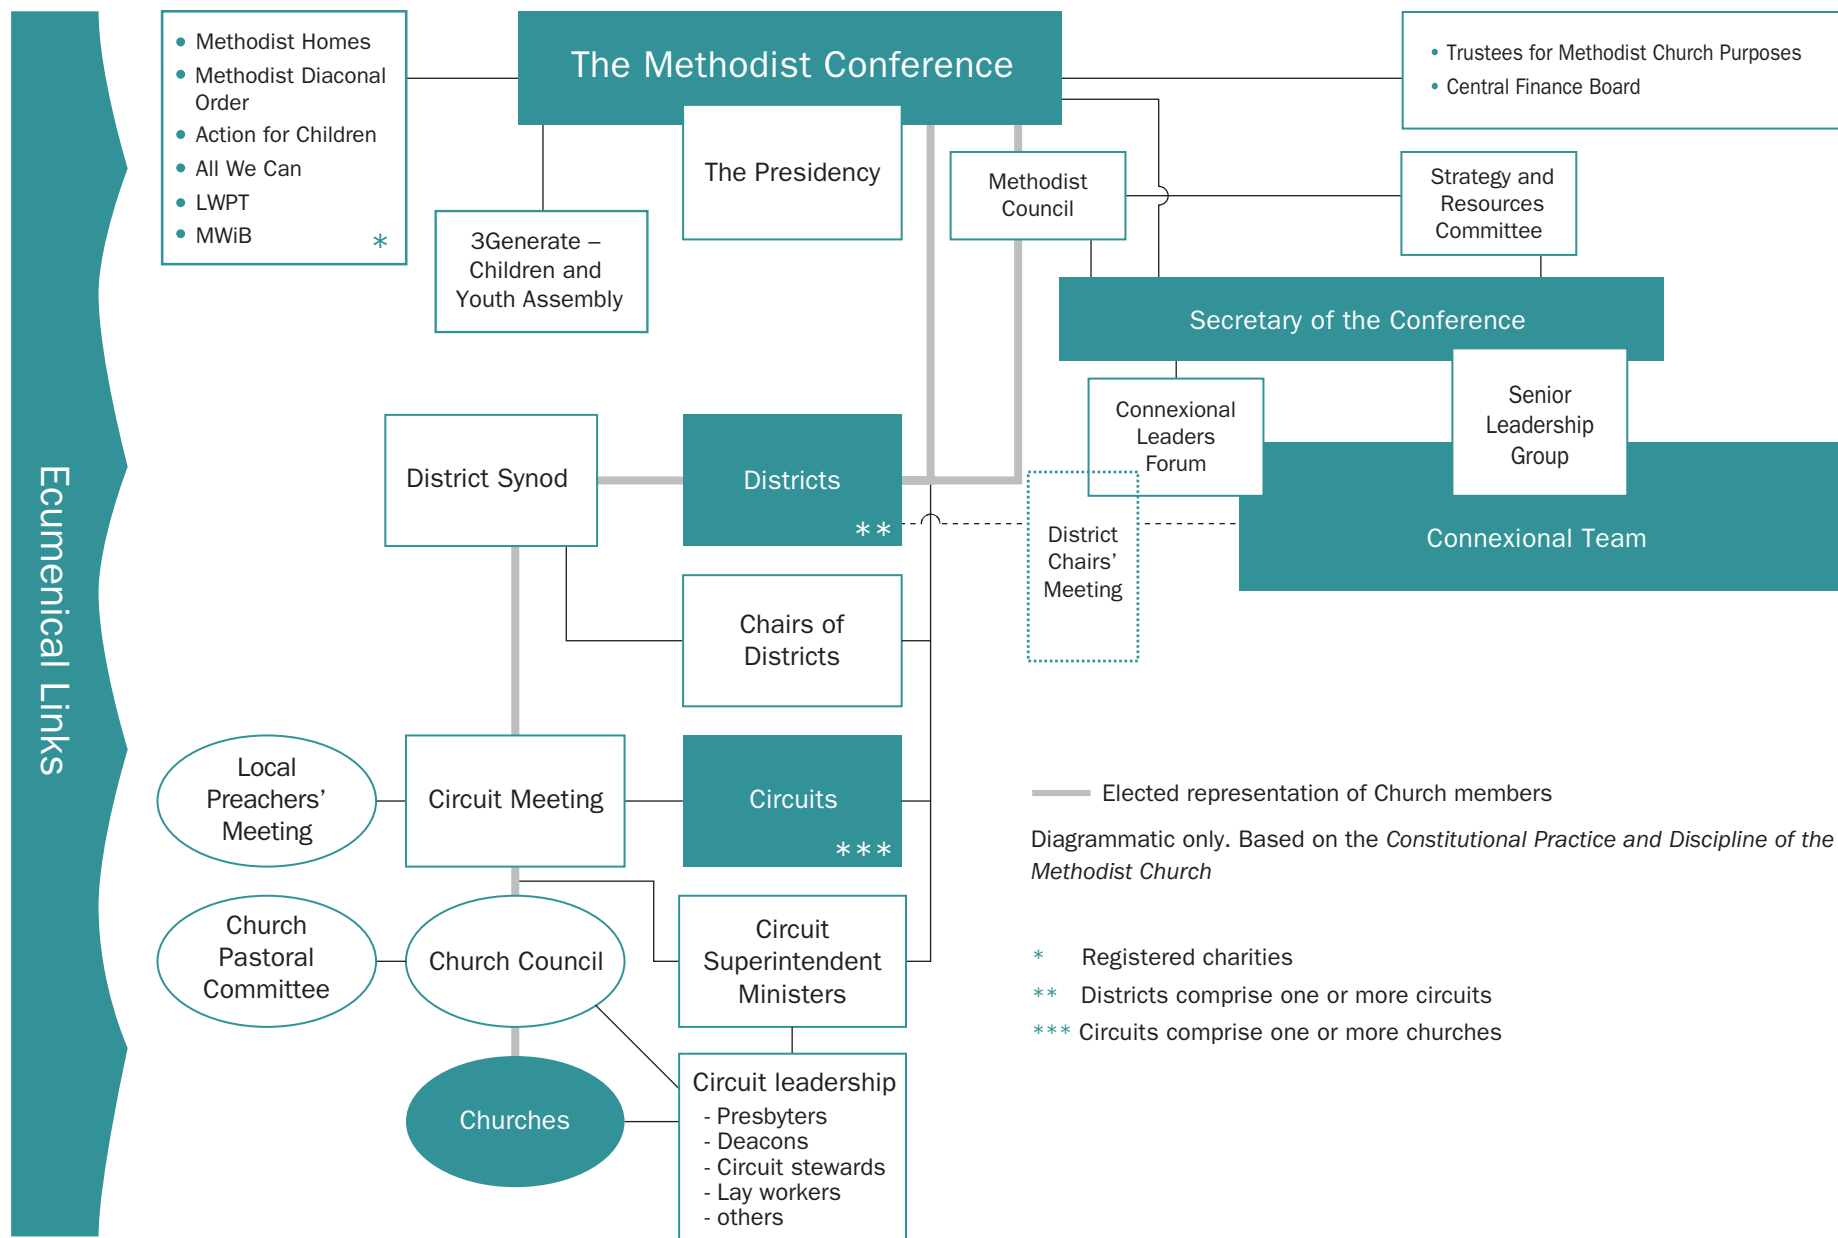 Ecumenical Links
• Methodist Homes
• Methodist Diaconal
Order
• Action for Children
• All We Can
• LWPT
• MWiB
*
The Methodist Conference
• Trustees for Methodist Church Purposes
• Central Finance Board
The Presidency
3Generate –
Children and
Youth Assembly
Methodist
Council
Strategy and
Resources
Committee
Secretary of the Conference
Connexional
Leaders
Forum
Senior
Leadership
Group
Connexional Team
District
Chairs’
Meeting
District Synod
Districts
**
Chairs of
Districts
Local
Preachers’
Meeting
Circuit Meeting
Circuits
***
Church
Pastoral
Committee
Church Council
Circuit
Superintendent
Ministers
Churches
Circuit leadership
- Presbyters
- Deacons
- Circuit stewards
- Lay workers
- others
Elected representation of Church members
Diagrammatic only. Based on the Constitutional Practice and Discipline of the
Methodist Church
* Registered charities
** Districts comprise one or more circuits
*** Circuits comprise one or more churches